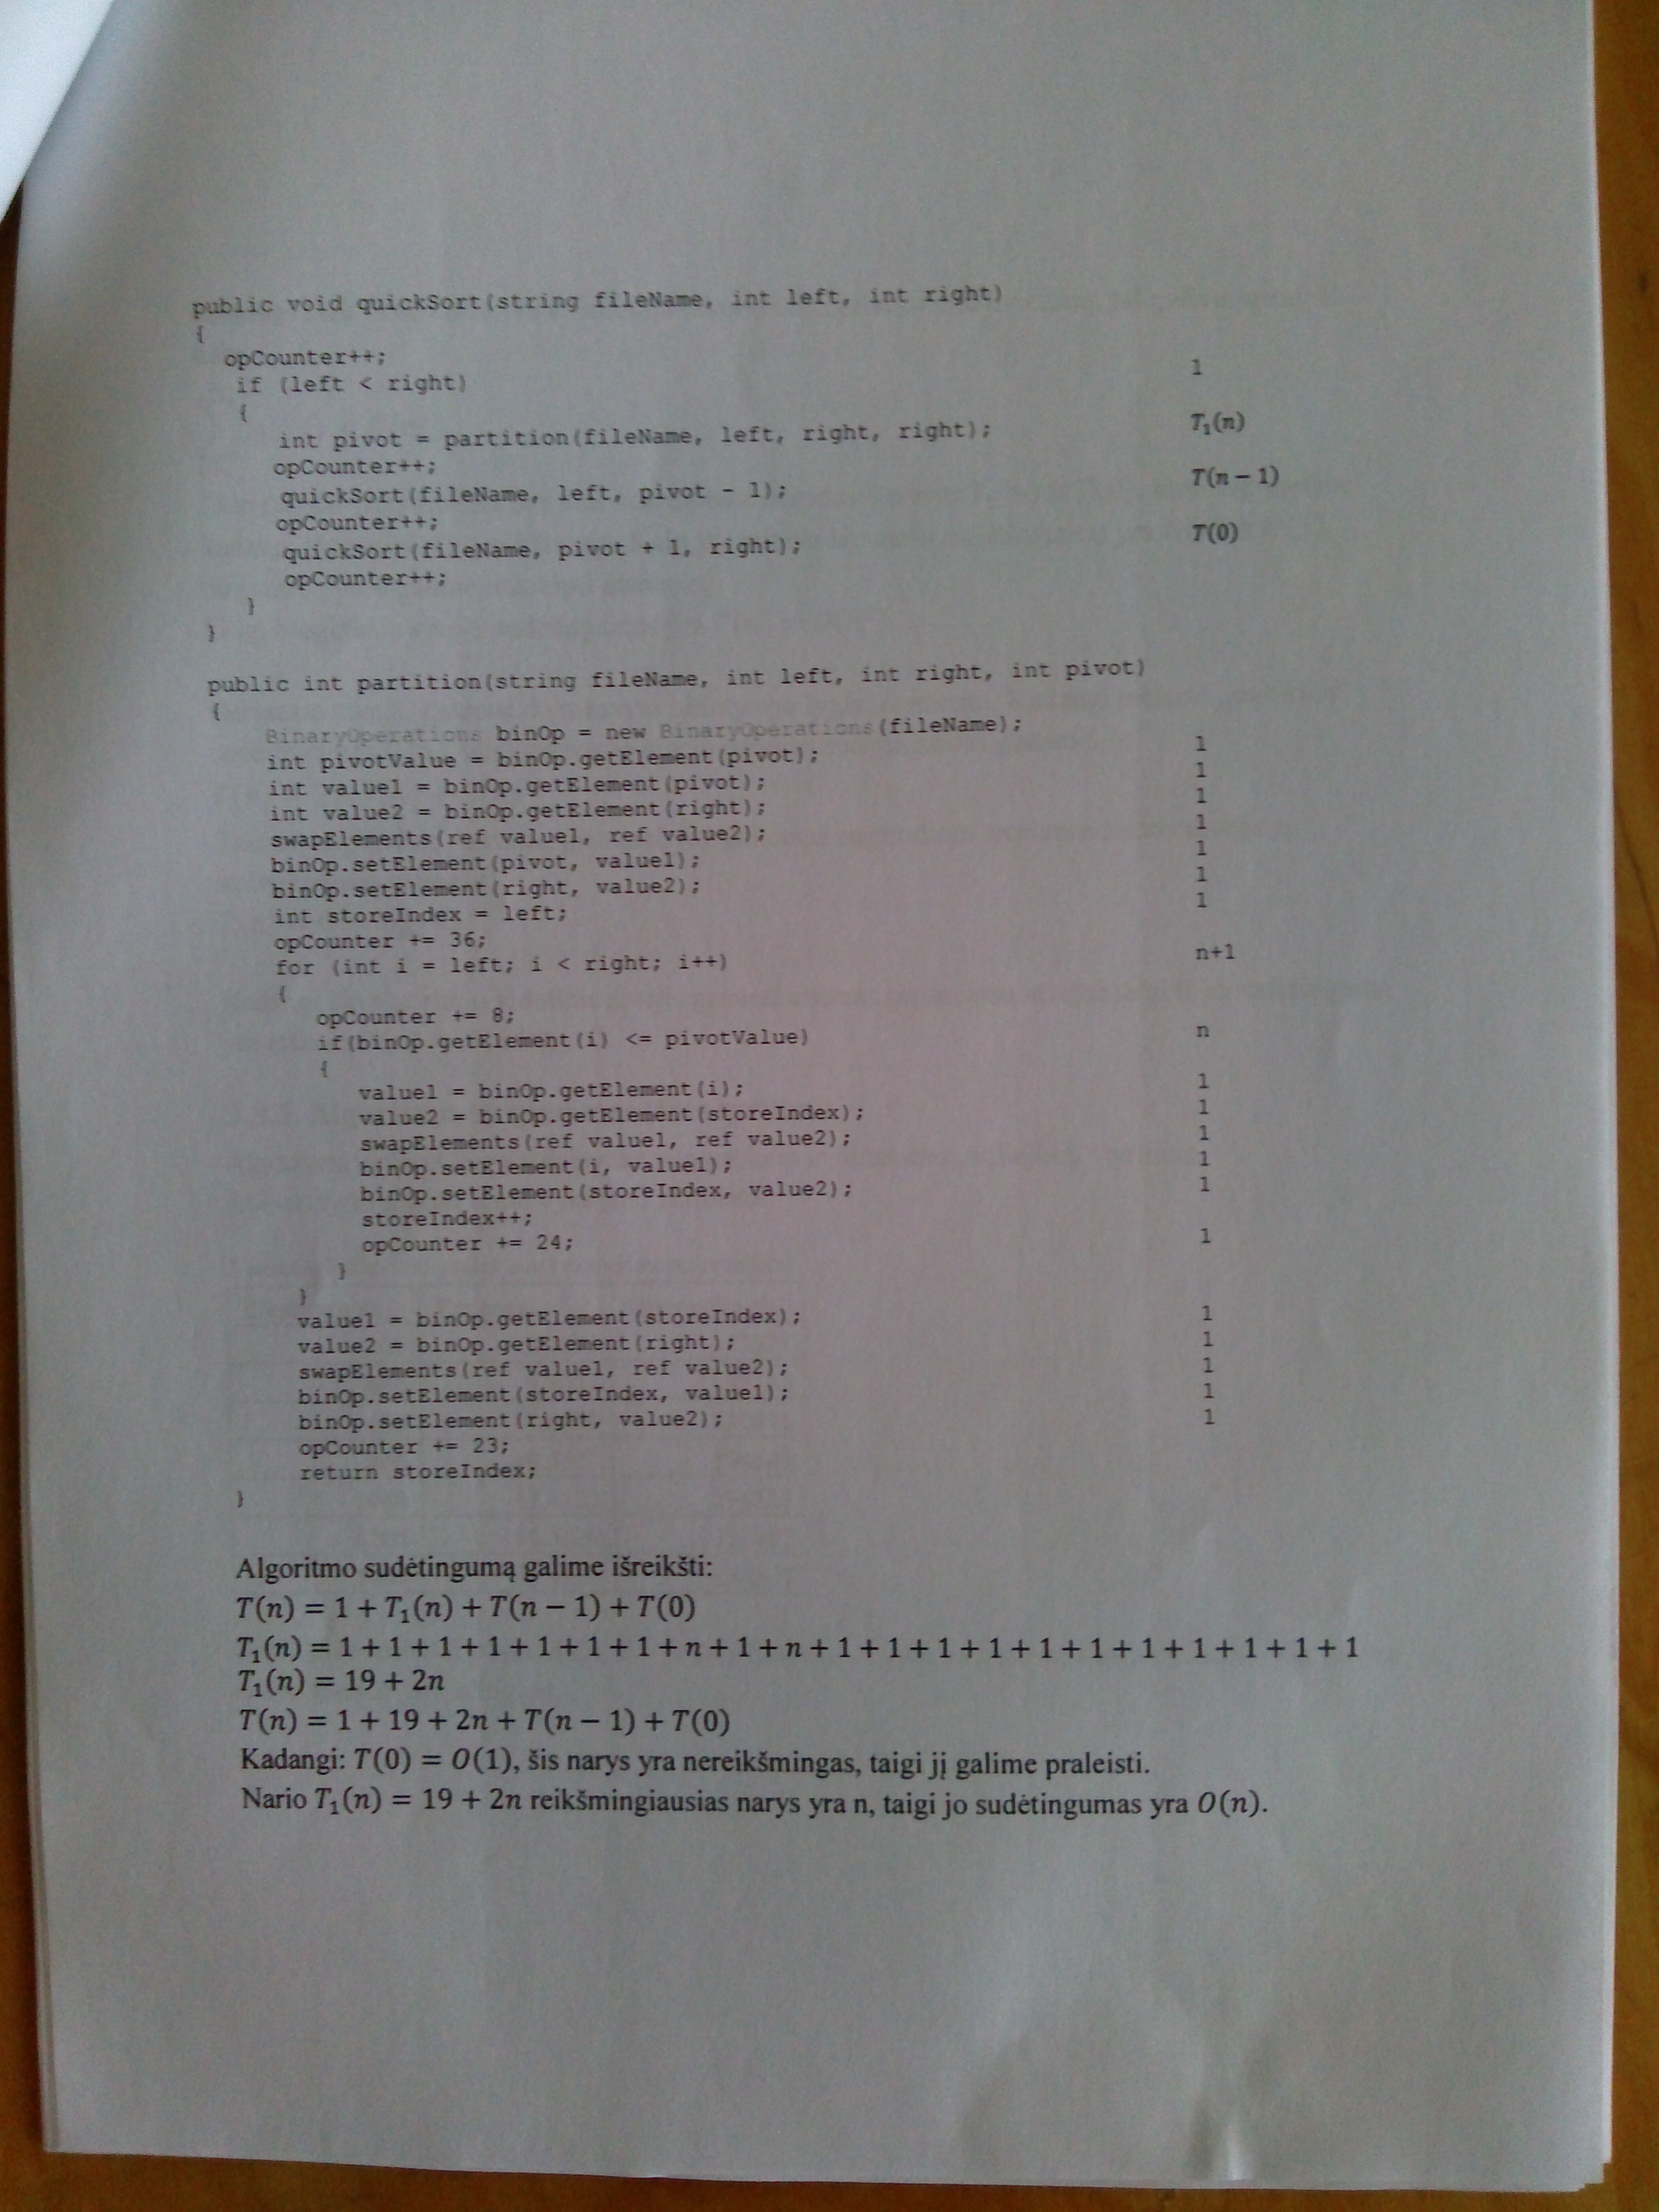 public void quickSort(string fileName, int left, int right)
{
opCounter++;
if (left < right) 1
{
int pivot = partition(fileName, left, right, right); T₁(n)
opCounter++;
quickSort(fileName, left, pivot - 1); T(n − 1)
opCounter++;
quickSort(fileName, pivot + 1, right); T(0)
opCounter++;
}
}
public int partition(string fileName, int left, int right, int pivot)
{
BinaryOperations binOp = new BinaryOperations(fileName);
int pivotValue = binOp.getElement(pivot); 1
int value1 = binOp.getElement(pivot); 1
int value2 = binOp.getElement(right); 1
swapElements(ref value1, ref value2); 1
binOp.setElement(pivot, value1); 1
binOp.setElement(right, value2); 1
int storeIndex = left; 1
opCounter += 36;
for (int i = left; i < right; i++) n+1
{
opCounter += 8;
if(binOp.getElement(i) <= pivotValue) n
{
value1 = binOp.getElement(i); 1
value2 = binOp.getElement(storeIndex); 1
swapElements(ref value1, ref value2); 1
binOp.setElement(i, value1); 1
binOp.setElement(storeIndex, value2); 1
storeIndex++;
opCounter += 24; 1
}
}
value1 = binOp.getElement(storeIndex); 1
value2 = binOp.getElement(right); 1
swapElements(ref value1, ref value2); 1
binOp.setElement(storeIndex, value1); 1
binOp.setElement(right, value2); 1
opCounter += 23;
return storeIndex;
}
Algoritmo sudėtingumą galime išreikšti:
T(n) = 1 + T₁(n) + T(n − 1) + T(0)
T₁(n) = 1 + 1 + 1 + 1 + 1 + 1 + 1 + n + 1 + n + 1 + 1 + 1 + 1 + 1 + 1 + 1 + 1 + 1 + 1 + 1
T₁(n) = 19 + 2n
T(n) = 1 + 19 + 2n + T(n − 1) + T(0)
Kadangi: T(0) = O(1), šis narys yra nereikšmingas, taigi jį galime praleisti.
Nario T₁(n) = 19 + 2n reikšmingiausias narys yra n, taigi jo sudėtingumas yra O(n).